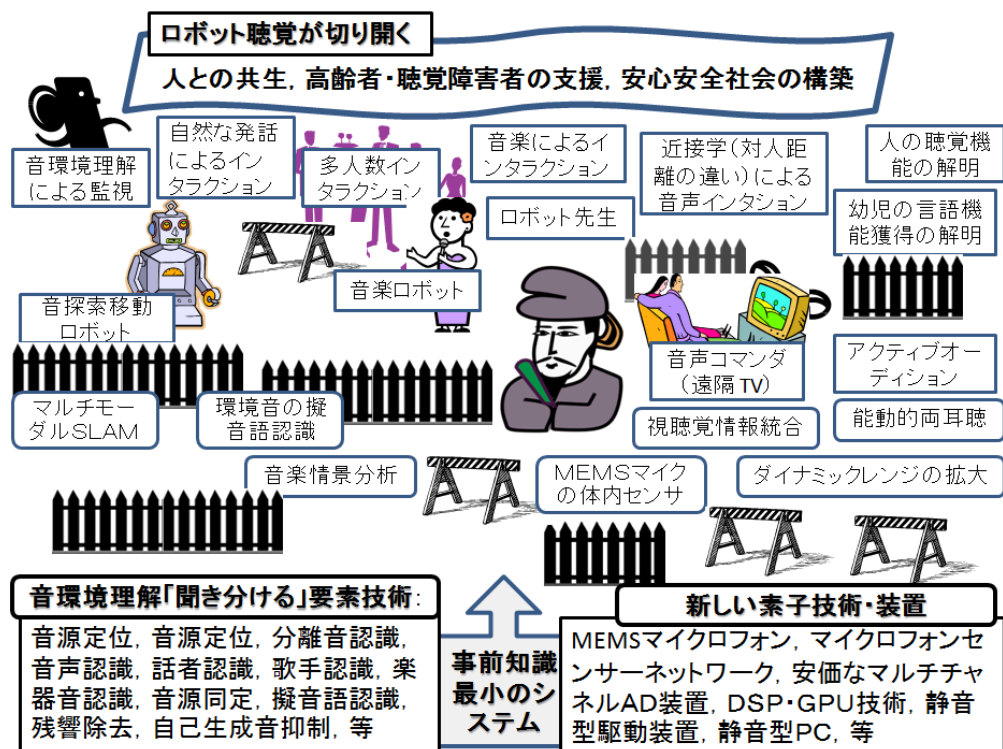 ロボット聴覚が切り開く
人との共生, 高齢者・聴覚障害者の支援, 安心安全社会の構築
音環境理解
による監視
自然な発話
によるイン
タラクション
多人数イン
タラクション
音楽によるイ
ンタラクション
近接学(対人距
離の違い)による
音声インタション
人の聴覚機
能の解明
ロボット先生
幼児の言語機
能獲得の解明
音楽ロボット
音探索移動
ロボット
音声コマンダ
(遠隔TV)
アクティブオー
ディション
マルチモー
ダルSLAM
環境音の擬
音語認識
視聴覚情報統合
能動的両耳聴
音楽情景分析
MEMSマイク
の体内センサ
ダイナミックレンジの拡大
音環境理解「聞き分ける」要素技術:
音源定位, 音源定位, 分離音認識,
音声認識, 話者認識, 歌手認識, 楽
器音認識, 音源同定, 擬音語認識,
残響除去, 自己生成音抑制, 等
事前知識
最小のシ
ステム
新しい素子技術・装置
MEMSマイクロフォン, マイクロフォンセ
ンサーネットワーク, 安価なマルチチャ
ネルAD装置, DSP・GPU技術, 静音
型駆動装置, 静音型PC, 等